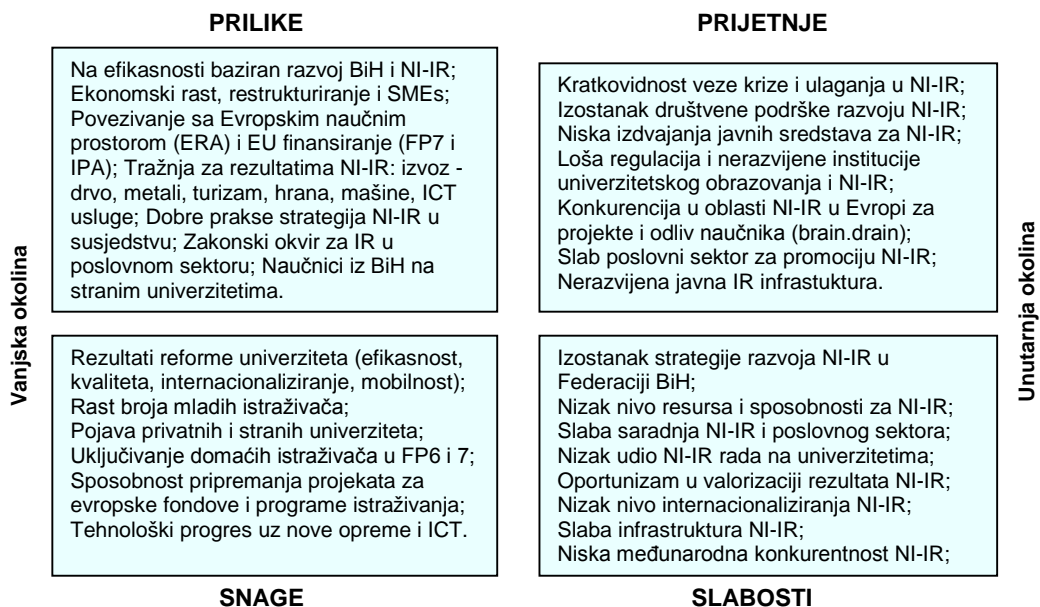 PRILIKE
Na efikasnosti baziran razvoj BiH i NI-IR;
Ekonomski rast, restrukturiranje i SMEs;
Povezivanje sa Evropskim naučnim
prostorom (ERA) i EU finansiranje (FP7 i
IPA); Tražnja za rezultatima NI-IR: izvoz -
drvo, metali, turizam, hrana, mašine, ICT
usluge; Dobre prakse strategija NI-IR u
susjedstvu; Zakonski okvir za IR u
poslovnom sektoru; Naučnici iz BiH na
stranim univerzitetima.
PRIJETNJE
Kratkovidnost veze krize i ulaganja u NI-IR;
Izostanak društvene podrške razvoju NI-IR;
Niska izdvajanja javnih sredstava za NI-IR;
Loša regulacija i nerazvijene institucije
univerzitetskog obrazovanja i NI-IR;
Konkurencija u oblasti NI-IR u Evropi za
projekte i odliv naučnika (brain.drain);
Slab poslovni sektor za promociju NI-IR;
Nerazvijena javna IR infrastuktura.
Vanjska okolina
Unutarnja okolina
Rezultati reforme univerziteta (efikasnost,
kvaliteta, internacionaliziranje, mobilnost);
Rast broja mladih istraživača;
Pojava privatnih i stranih univerziteta;
Uključivanje domaćih istraživača u FP6 i 7;
Sposobnost pripremanja projekata za
evropske fondove i programe istraživanja;
Tehnološki progres uz nove opreme i ICT.
SNAGE
Izostanak strategije razvoja NI-IR u
Federaciji BiH;
Nizak nivo resursa i sposobnosti za NI-IR;
Slaba saradnja NI-IR i poslovnog sektora;
Nizak udio NI-IR rada na univerzitetima;
Oportunizam u valorizaciji rezultata NI-IR;
Nizak nivo internacionaliziranja NI-IR;
Slaba infrastruktura NI-IR;
Niska međunarodna konkurentnost NI-IR;
SLABOSTI